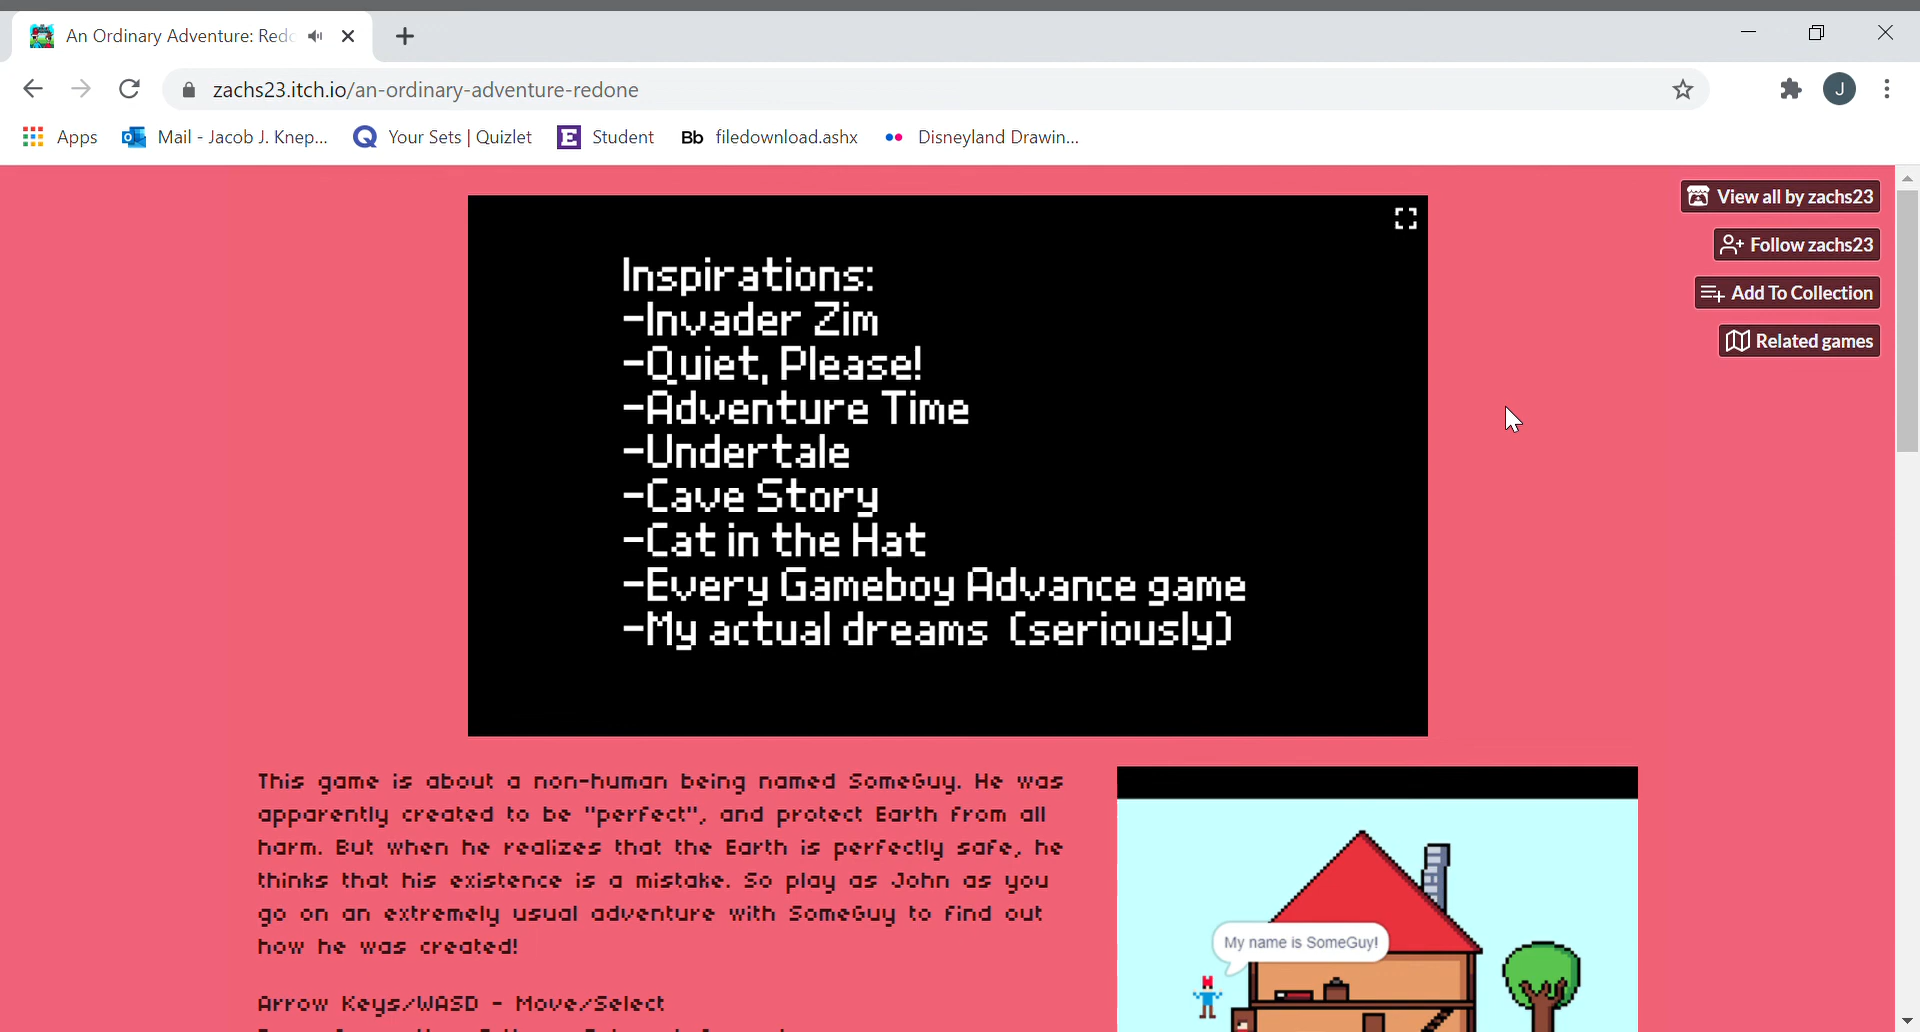 An Ordinary Adventure: Redo
zachs23.itch.io/an-ordinary-adventure-redone
J
Apps
Mail - Jacob J. Knep...
Your Sets | Quizlet
E Student
Bb filedownload.ashx
Disneyland Drawin...
View all by zachs23
Follow zachs23
Add To Collection
Related games
Inspirations:
-Invader Zim
-Quiet, Please!
-Adventure Time
-Undertale
-Cave Story
-Cat in the Hat
-Every Gameboy Advance game
-My actual dreams (seriously)
This game is about a non-human being named SomeGuy. He was
apparently created to be "perfect", and protect Earth from all
harm. But when he realizes that the Earth is perfectly safe, he
thinks that his existence is a mistake. So play as John as you
go on an extremely usual adventure with SomeGuy to find out
how he was created!
Arrow Keys/WASD - Move/Select
My name is SomeGuy!